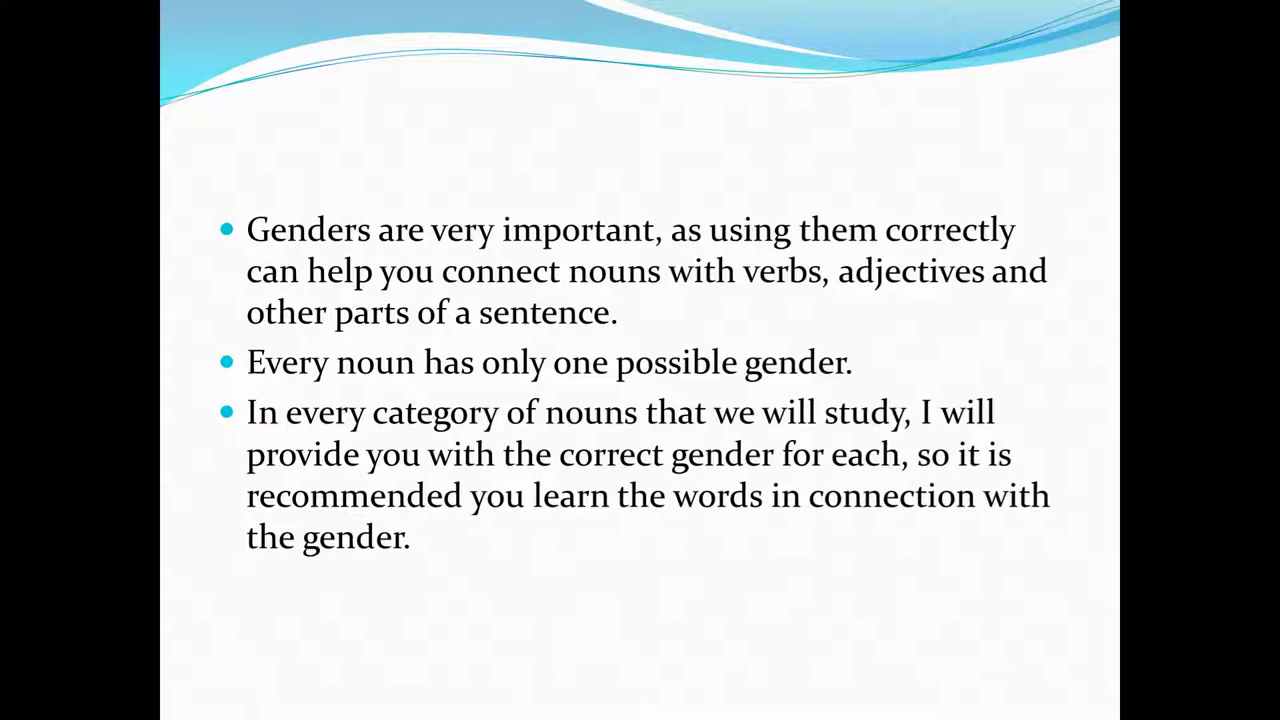 Genders are very important, as using them correctly
can help you connect nouns with verbs, adjectives and
other parts of a sentence.
Every noun has only one possible gender.
In every category of nouns that we will study, I will
provide you with the correct gender for each, so it is
recommended you learn the words in connection with
the gender.